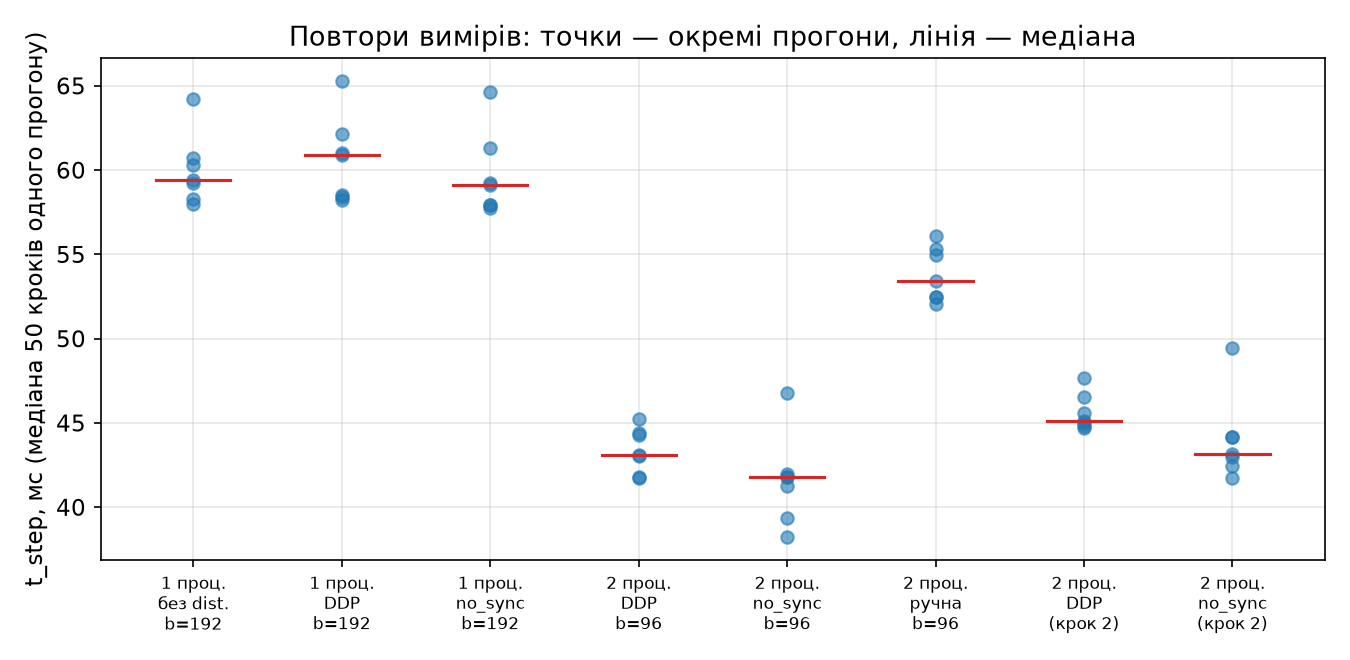 Повтори вимірів: точки — окремі прогони, лінія — медіана
t_step, мс (медіана 50 кроків одного прогону)
65
60
55
50
45
40
1 проц.
без dist.
b=192
1 проц.
DDP
b=192
1 проц.
no_sync
b=192
2 проц.
DDP
b=96
2 проц.
no_sync
b=96
2 проц.
ручна
b=96
2 проц.
DDP
(крок 2)
2 проц.
no_sync
(крок 2)